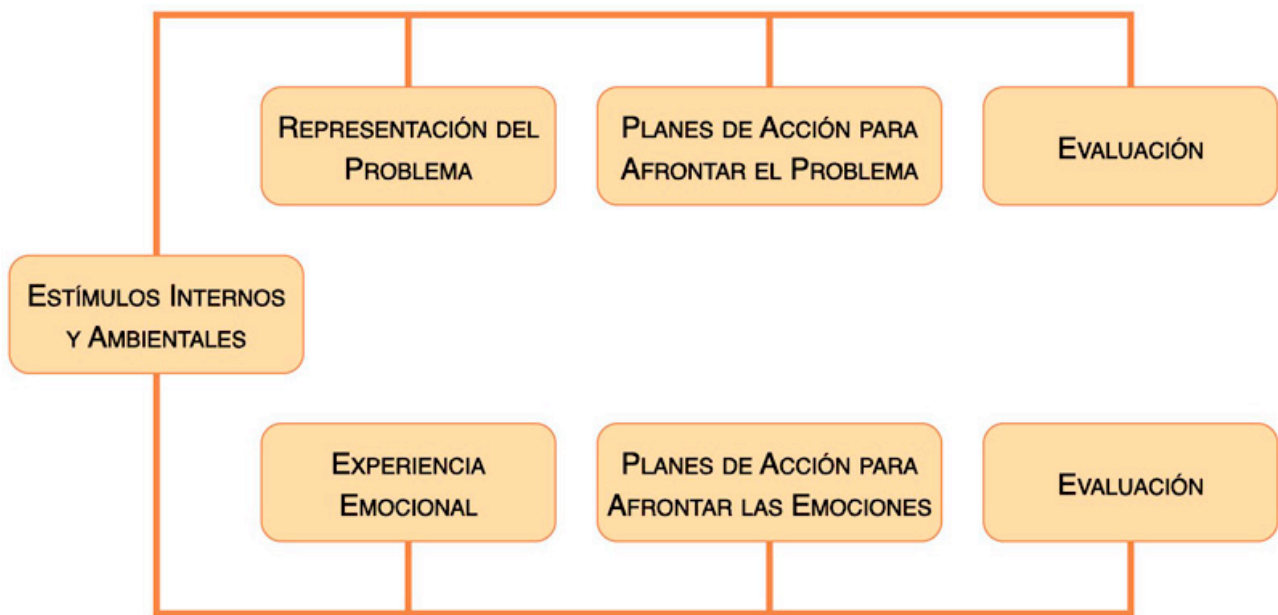 Representación del
Problema
Planes de Acción para
Afrontar el Problema
Evaluación
Estímulos Internos
y Ambientales
Experiencia
Emocional
Planes de Acción para
Afrontar las Emociones
Evaluación